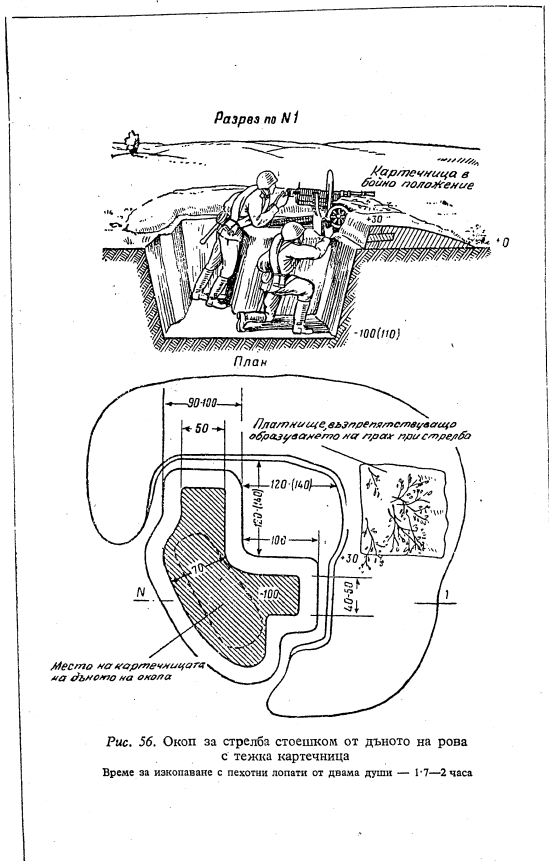 Разрез по N1
Картечница в
бойно положение
+30
+0
-100(110)
План
90-100
50
Платнище, възпрепятствуващо
образуването на прах при стрелба
120-(140)
120-(140)
100
+30
70
-100
40-50
N
1
Место на картечницата
на дъното на окопа
Рис. 56. Окоп за стрелба стоешком от дъното на рова
с тежка картечница
Време за изкопаване с пехотни лопати от двама души — 1·7—2 часа